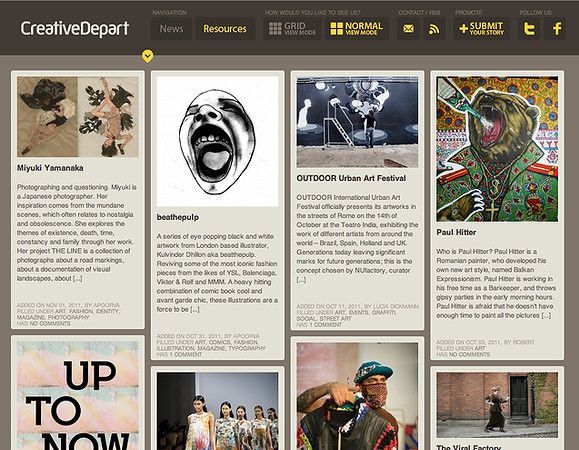 CreativeDepart
NAVIGATION
News
Resources
HOW WOULD YOU LIKE TO SEE US?
GRID
VIEW MODE
NORMAL
VIEW MODE
CONTACT / RSS
PROMOTE
SUBMIT
YOUR STORY
FOLLOW US
Miyuki Yamanaka
Photography and questioning. Miyuki is
a Japanese photographer. Her
inspiration comes from the mundane
scenes, which often relates to nostalgia
and obsolescence. She explores the
themes of existence, death, time,
constancy and family through her work.
Her project THE LINE is a collection of
photographs about a road markings,
about a documentation of visual
landscapes, about [...]
ADDED ON NOV 01, 2011, BY APOORVA
FILLED UNDER ART, FASHION, IDENTITY,
MAGAZINE, PHOTOGRAPHY
HAS NO COMMENTS
beathepulp
A series of eye popping black and white
artwork from London based illustrator,
Kulvinder Dhillon aka beathepulp.
Reviving some of the most iconic fashion
pieces from the likes of YSL, Balenciaga,
Viktor & Rolf and MMM. A heavy hitting
combination of comic book cool and
avant garde chic, these illustrations are a
force to be [...]
ADDED ON OCT 31, 2011, BY APOORVA
FILLED UNDER ART, COMICS, FASHION,
ILLUSTRATION, MAGAZINE, TYPOGRAPHY
HAS 1 COMMENT
OUTDOOR Urban Art Festival
OUTDOOR International Urban Art
Festival officially presents its artworks in
the streets of Rome on the 14th of
October at the Teatro India, exhibiting the
work of different artists from around the
world – Brazil, Spain, Holland and UK.
Generations today leaving significant
marks for future generations; this is the
concept chosen by NUfactory, curator
[...]
ADDED ON OCT 11, 2011, BY LUCIA DICKMANN
FILLED UNDER ART, EVENTS, GRAFFITI,
SOCIAL, STREET ART
HAS 1 COMMENT
Paul Hitter
Who is Paul Hitter? Paul Hitter is a
Romanian painter, who developed his
own new art style, named Balkan
Expressionism. Paul Hitter is working in
his free time as a Barkeeper, and throws
gipsy parties in the early morning hours.
Paul Hitter is afraid that he doesn't have
enough time to paint all the pictures [...]
ADDED ON OCT 03, 2011, BY ROBERT
FILLED UNDER ART
HAS NO COMMENTS
UP
TO
NOW
The Viral Factory